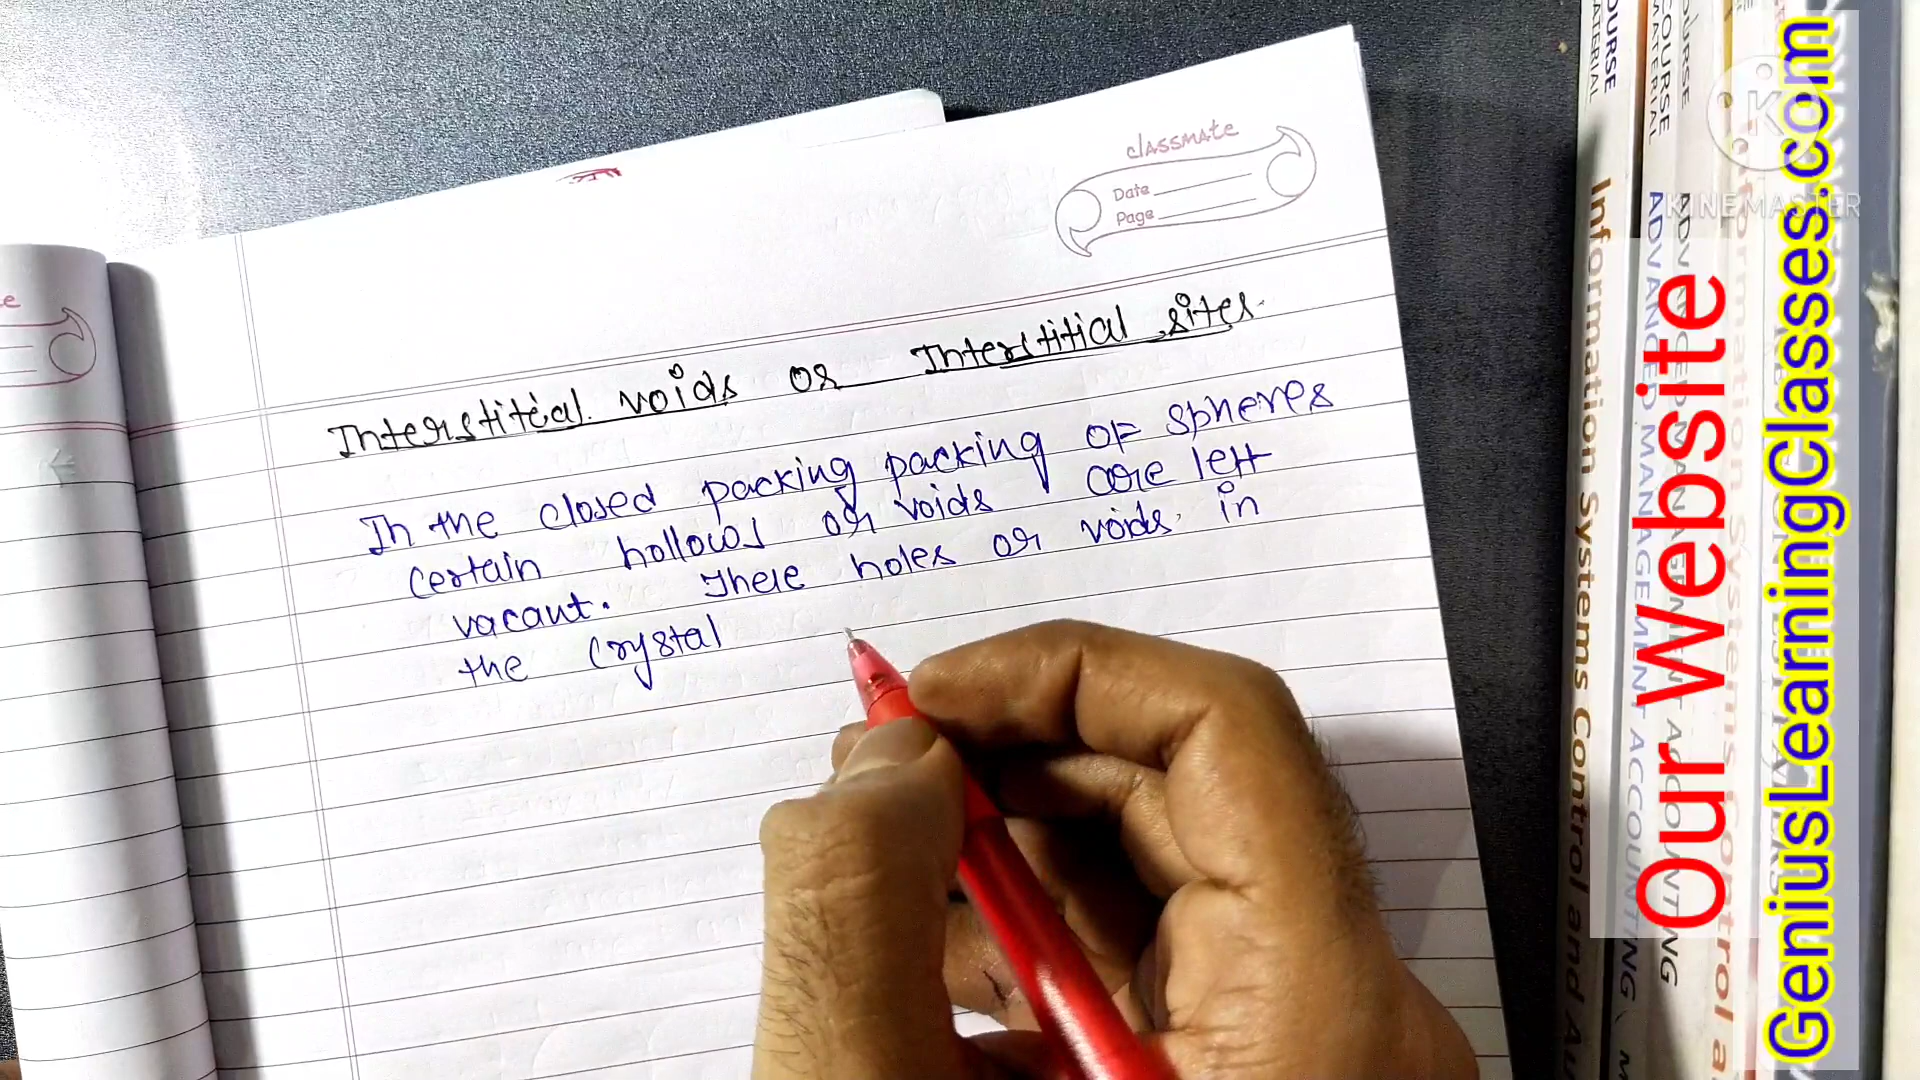 classmate
Date
Page
Interstitial voids or Interstitial sites.
In the closed packing packing of spheres
certain hollows or voids are left
vacant. These holes or voids in
the crystal
e
Our Website
GeniusLearningClasses.com
KINEMASTER
K
COURSE MATERIAL
COURSE MATERIAL
Information Systems Control and Au
ADVANCED MANAGEMENT ACCOUNTING